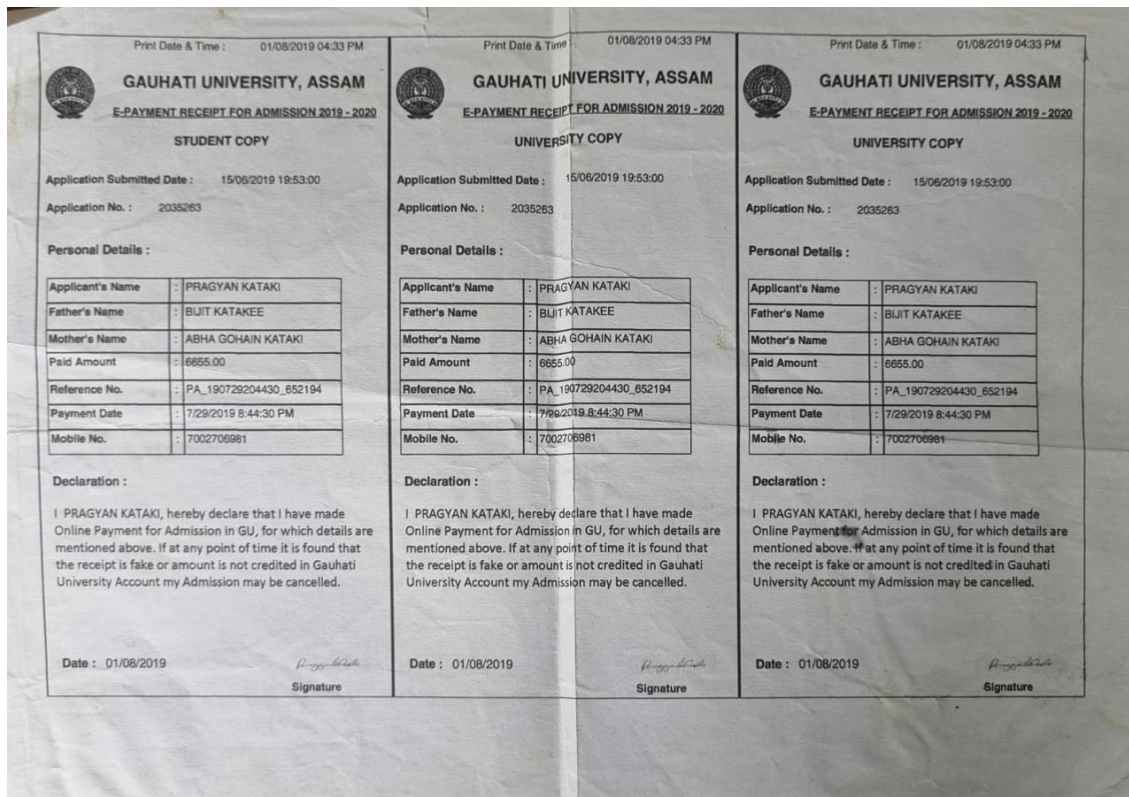 Print Date & Time : 01/08/2019 04:33 PM
GAUHATI UNIVERSITY, ASSAM
E-PAYMENT RECEIPT FOR ADMISSION 2019 - 2020
STUDENT COPY
Application Submitted Date : 15/06/2019 19:53:00
Application No. : 2035263
Personal Details :
Applicant's Name : PRAGYAN KATAKI
Father's Name : BIJIT KATAKEE
Mother's Name : ABHA GOHAIN KATAKI
Paid Amount : 6655.00
Reference No. : PA_190729204430_652194
Payment Date : 7/29/2019 8:44:30 PM
Mobile No. : 7002706981
Declaration :
I PRAGYAN KATAKI, hereby declare that I have made
Online Payment for Admission in GU, for which details are
mentioned above. If at any point of time it is found that
the receipt is fake or amount is not credited in Gauhati
University Account my Admission may be cancelled.
Date : 01/08/2019
Signature
Print Date & Time 01/08/2019 04:33 PM
GAUHATI UNIVERSITY, ASSAM
E-PAYMENT RECEIPT FOR ADMISSION 2019 - 2020
UNIVERSITY COPY
Application Submitted Date : 15/06/2019 19:53:00
Application No. : 2035263
Personal Details :
Applicant's Name : PRAGYAN KATAKI
Father's Name : BIJIT KATAKEE
Mother's Name : ABHA GOHAIN KATAKI
Paid Amount : 6655.00
Reference No. : PA_190729204430_652194
Payment Date : 7/29/2019 8:44:30 PM
Mobile No. : 7002706981
Declaration :
I PRAGYAN KATAKI, hereby declare that I have made
Online Payment for Admission in GU, for which details are
mentioned above. If at any point of time it is found that
the receipt is fake or amount is not credited in Gauhati
University Account my Admission may be cancelled.
Date : 01/08/2019
Signature
Print Date & Time : 01/08/2019 04:33 PM
GAUHATI UNIVERSITY, ASSAM
E-PAYMENT RECEIPT FOR ADMISSION 2019 - 2020
UNIVERSITY COPY
Application Submitted Date : 15/06/2019 19:53:00
Application No. : 2035263
Personal Details :
Applicant's Name : PRAGYAN KATAKI
Father's Name : BIJIT KATAKEE
Mother's Name : ABHA GOHAIN KATAKI
Paid Amount : 6655.00
Reference No. : PA_190729204430_652194
Payment Date : 7/29/2019 8:44:30 PM
Mobile No. : 7002706981
Declaration :
I PRAGYAN KATAKI, hereby declare that I have made
Online Payment for Admission in GU, for which details are
mentioned above. If at any point of time it is found that
the receipt is fake or amount is not credited in Gauhati
University Account my Admission may be cancelled.
Date : 01/08/2019
Signature